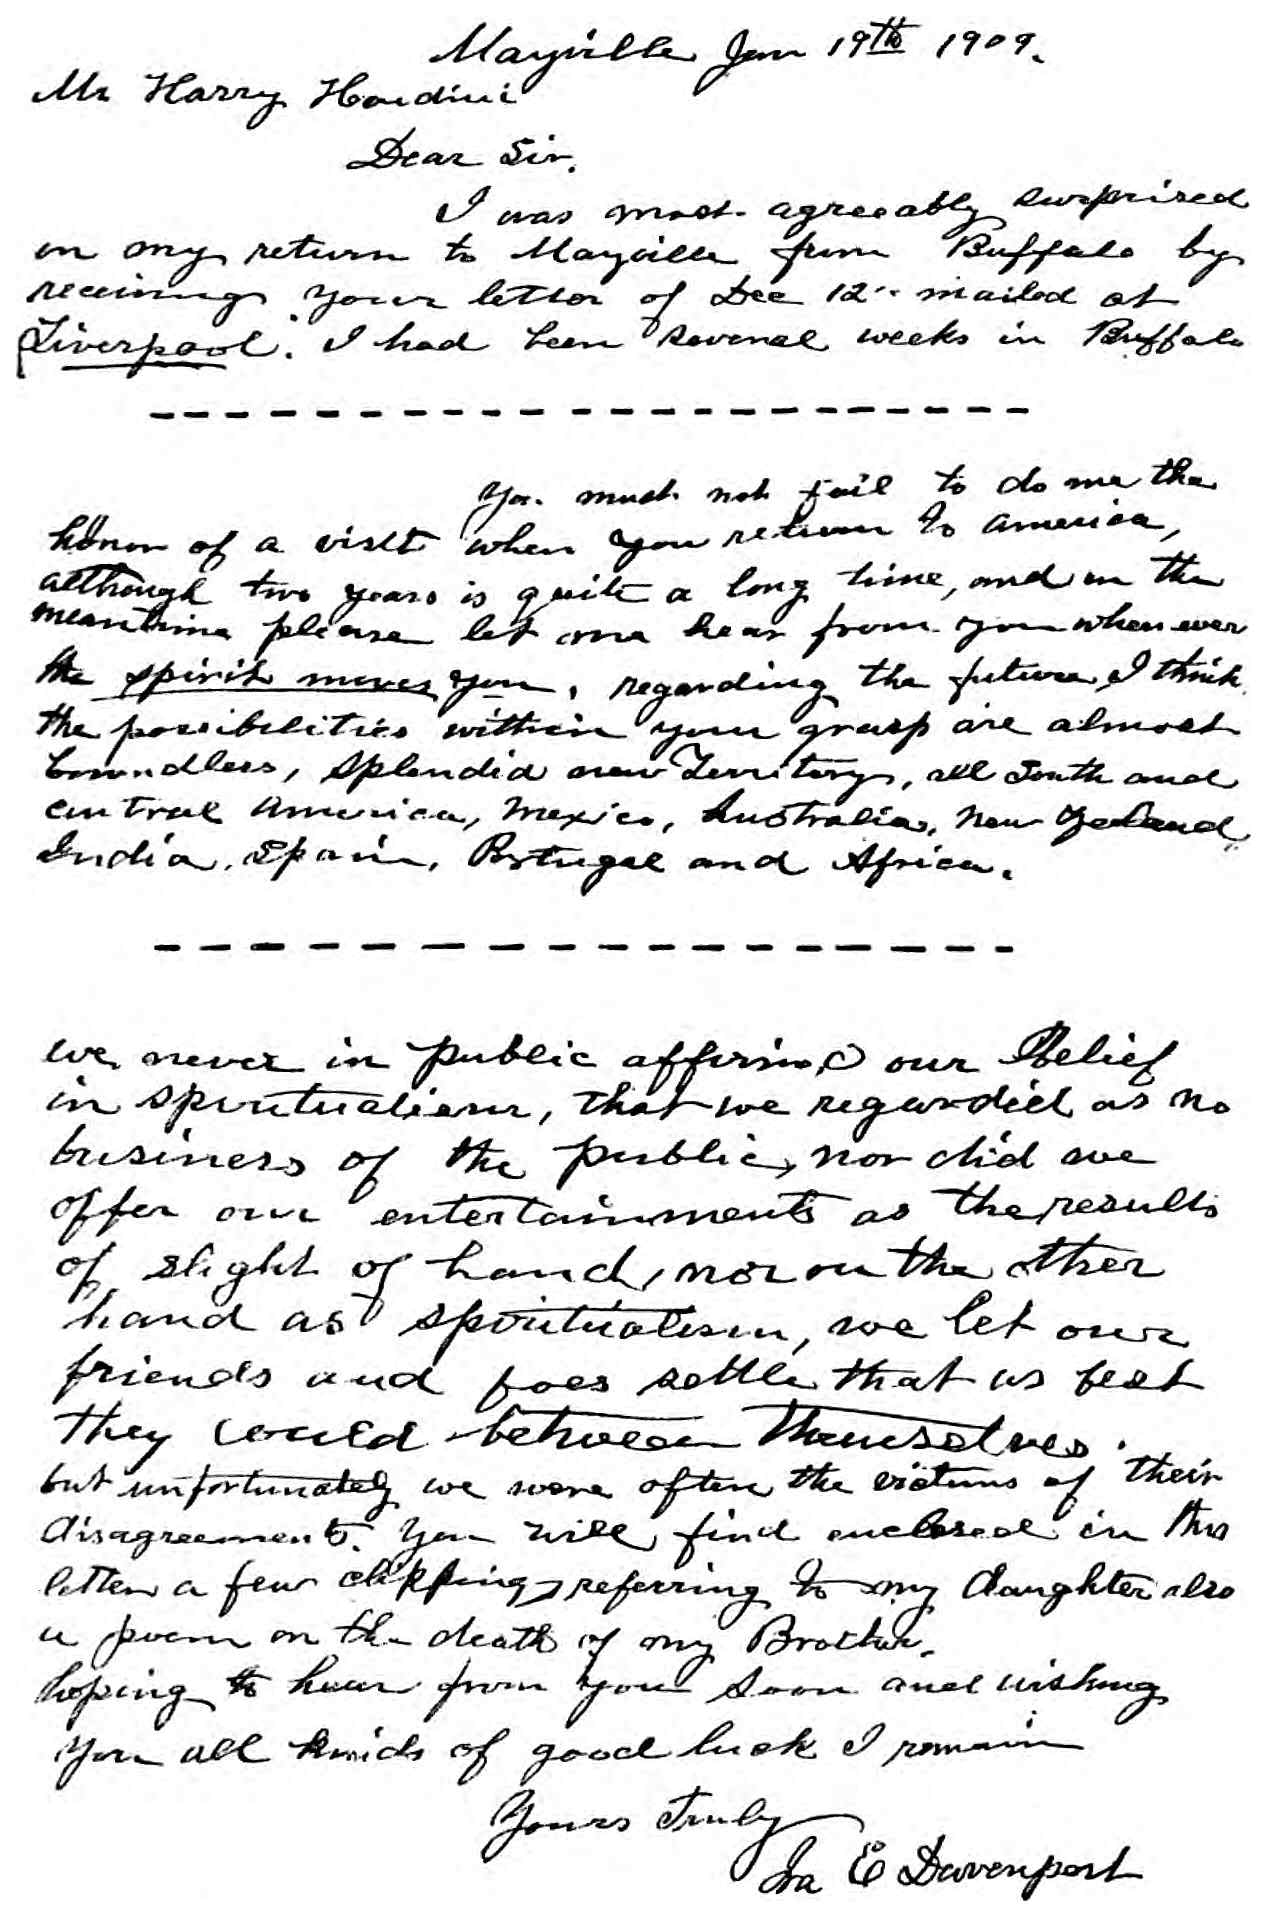 Mayville Jan 19th 1909.
Mr Harry Houdini
Dear Sir.
I was most agreeably surprised
on my return to Mayville from Buffalo by
receiving your letter of Dec 12" mailed at
Liverpool. I had been several weeks in Buffalo
You must not fail to do me the
honor of a visit when you return to America,
although two years is quite a long time, and in the
meantime please let me hear from you when ever
the spirit moves you, regarding the future, I think
the possibilities within your grasp are almost
boundless, splendid new Territory, all South and
central America, Mexico, Australia, New Zealand,
India, Spain, Portugal and Africa.
we never in public affirmed our Belief
in spiritualism, that we regarded as no
business of the public, nor did we
offer our entertainments as the results
of slight of hand, nor on the other
hand as spiritualism, we let our
friends and foes settle that as best
they could between themselves.
but unfortunately we were often the victims of their
disagreements. You will find enclosed in this
letter a few clippings referring to my daughter also
a poem on the death of my Brother.
hoping to hear from you soon and wishing
you all kinds of good luck I remain
Yours Truly
Ira E Davenport